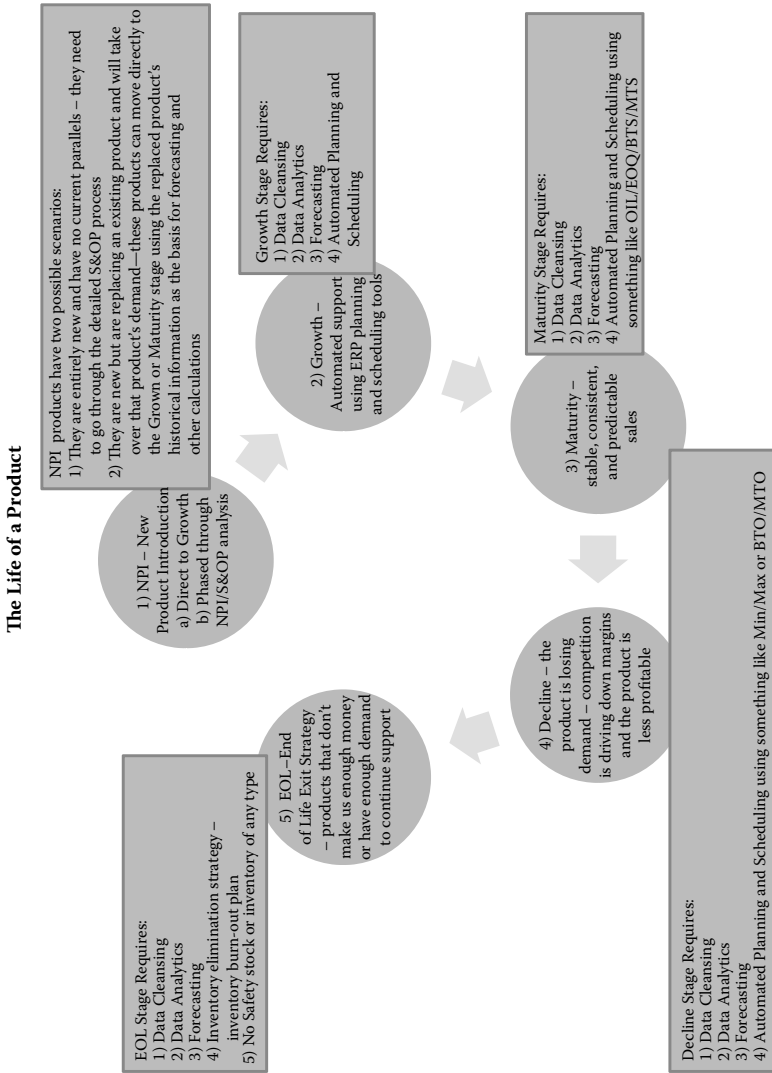 The Life of a Product
1) NPI – New
Product Introduction
a) Direct to Growth
b) Phased through
NPI/S&OP analysis
NPI products have two possible scenarios:
1) They are entirely new and have no current parallels – they need
to go through the detailed S&OP process
2) They are new but are replacing an existing product and will take
over that product's demand—these products can move directly to
the Grown or Maturity stage using the replaced product's
historical information as the basis for forecasting and
other calculations
2) Growth –
Automated support
using ERP planning
and scheduling tools
Growth Stage Requires:
1) Data Cleansing
2) Data Analytics
3) Forecasting
4) Automated Planning and
Scheduling
3) Maturity –
stable, consistent,
and predictable
sales
Maturity Stage Requires:
1) Data Cleansing
2) Data Analytics
3) Forecasting
4) Automated Planning and Scheduling using
something like OIL/EOQ/BTS/MTS
4) Decline – the
product is losing
demand – competition
is driving down margins
and the product is
less profitable
Decline Stage Requires:
1) Data Cleansing
2) Data Analytics
3) Forecasting
4) Automated Planning and Scheduling using something like Min/Max or BTO/MTO
5) EOL–End
of Life Exit Strategy
– products that don't
make us enough money
or have enough demand
to continue support
EOL Stage Requires:
1) Data Cleansing
2) Data Analytics
3) Forecasting
4) Inventory elimination strategy –
inventory burn-out plan
5) No Safety stock or inventory of any type